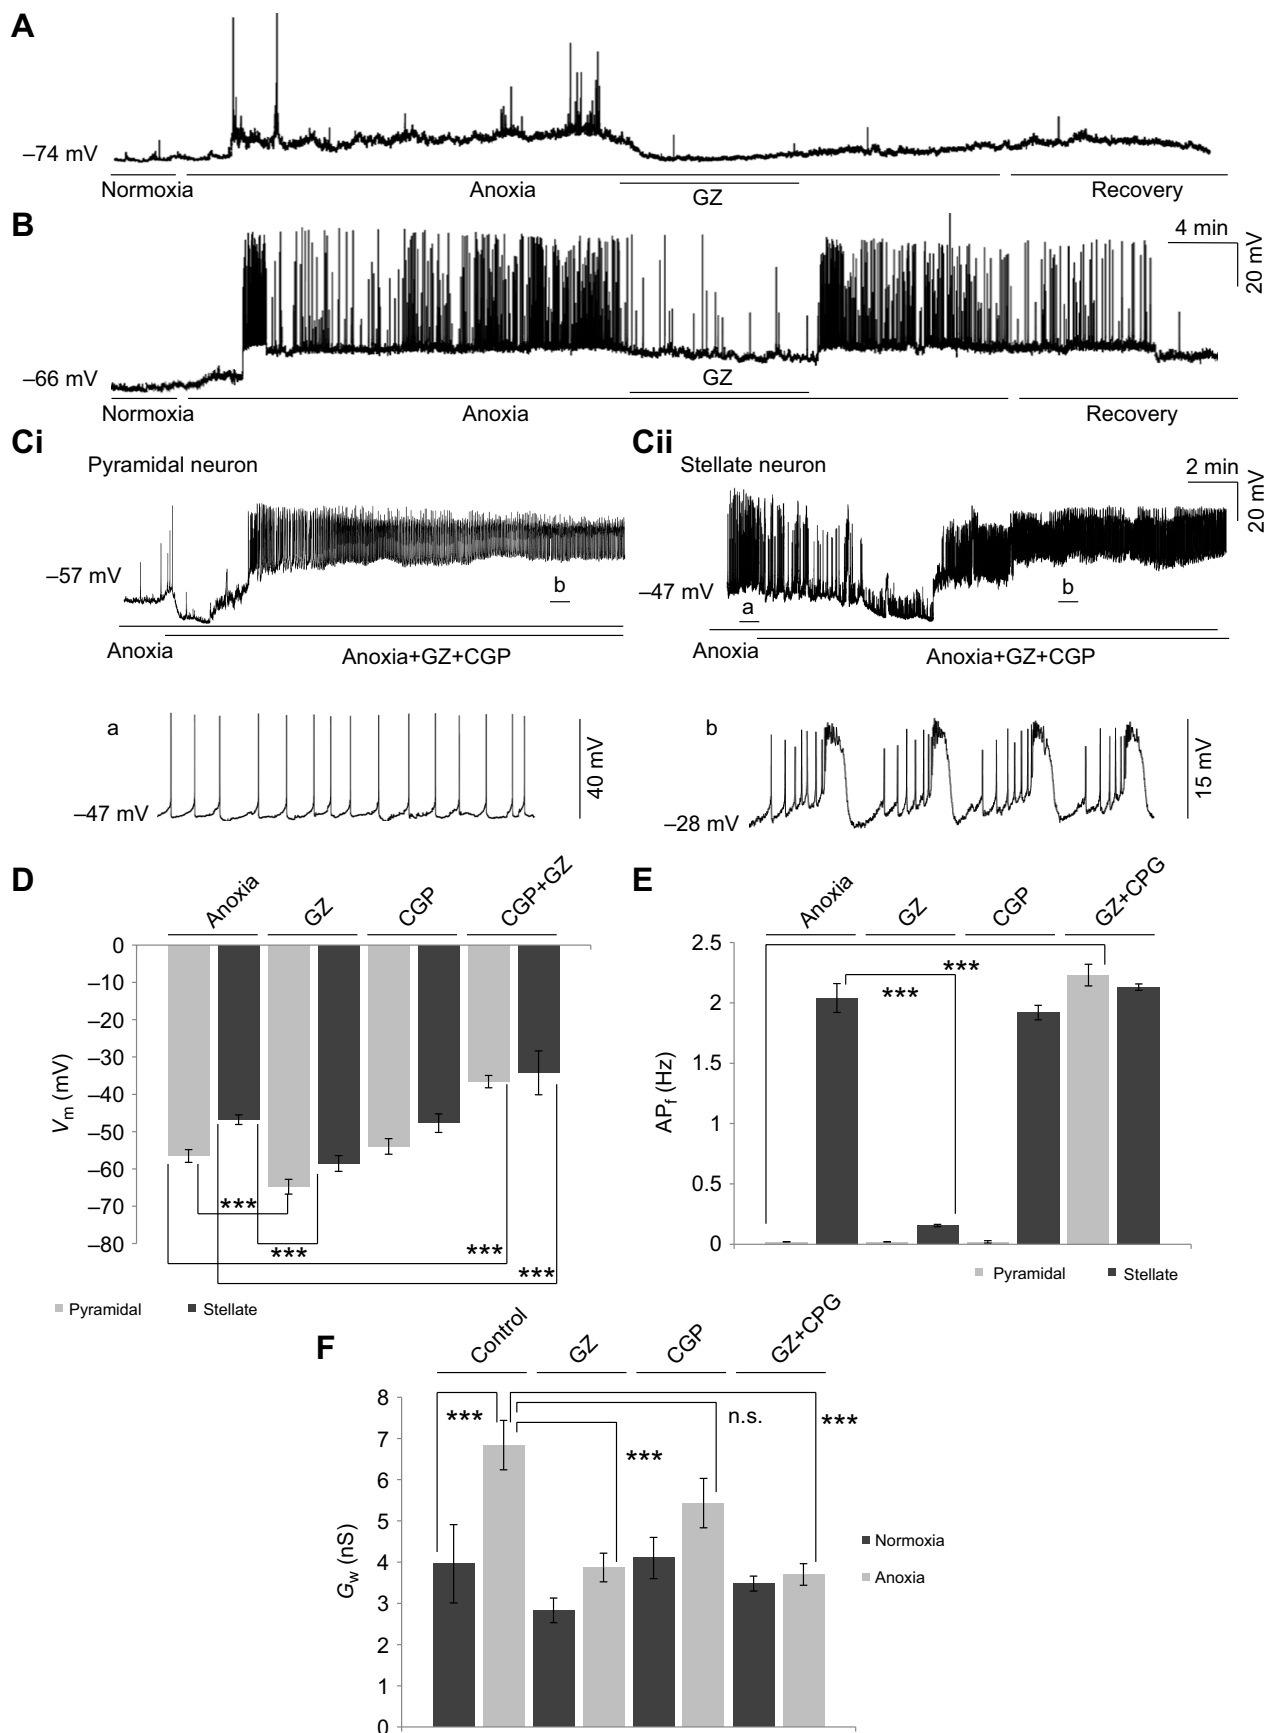 A
–74 mV
Normoxia
Anoxia
GZ
Recovery
B
4 min
20 mV
–66 mV
GZ
Normoxia
Anoxia
Recovery
Ci
Pyramidal neuron
–57 mV
b
Anoxia
Anoxia+GZ+CGP
Cii
Stellate neuron
2 min
20 mV
–47 mV
a
b
Anoxia
Anoxia+GZ+CGP
a
–47 mV
40 mV
b
–28 mV
15 mV
D
Anoxia
GZ
CGP
CGP+GZ
0
–10
–20
–30
–40
–50
–60
–70
–80
Vm (mV)
***
***
***
***
Pyramidal
Stellate
E
Anoxia
GZ
CGP
GZ+CPG
2.5
2
1.5
1
0.5
0
APf (Hz)
***
***
Pyramidal
Stellate
F
Control
GZ
CGP
GZ+CPG
8
7
6
5
4
3
2
1
0
Gw (nS)
***
***
n.s.
***
Normoxia
Anoxia